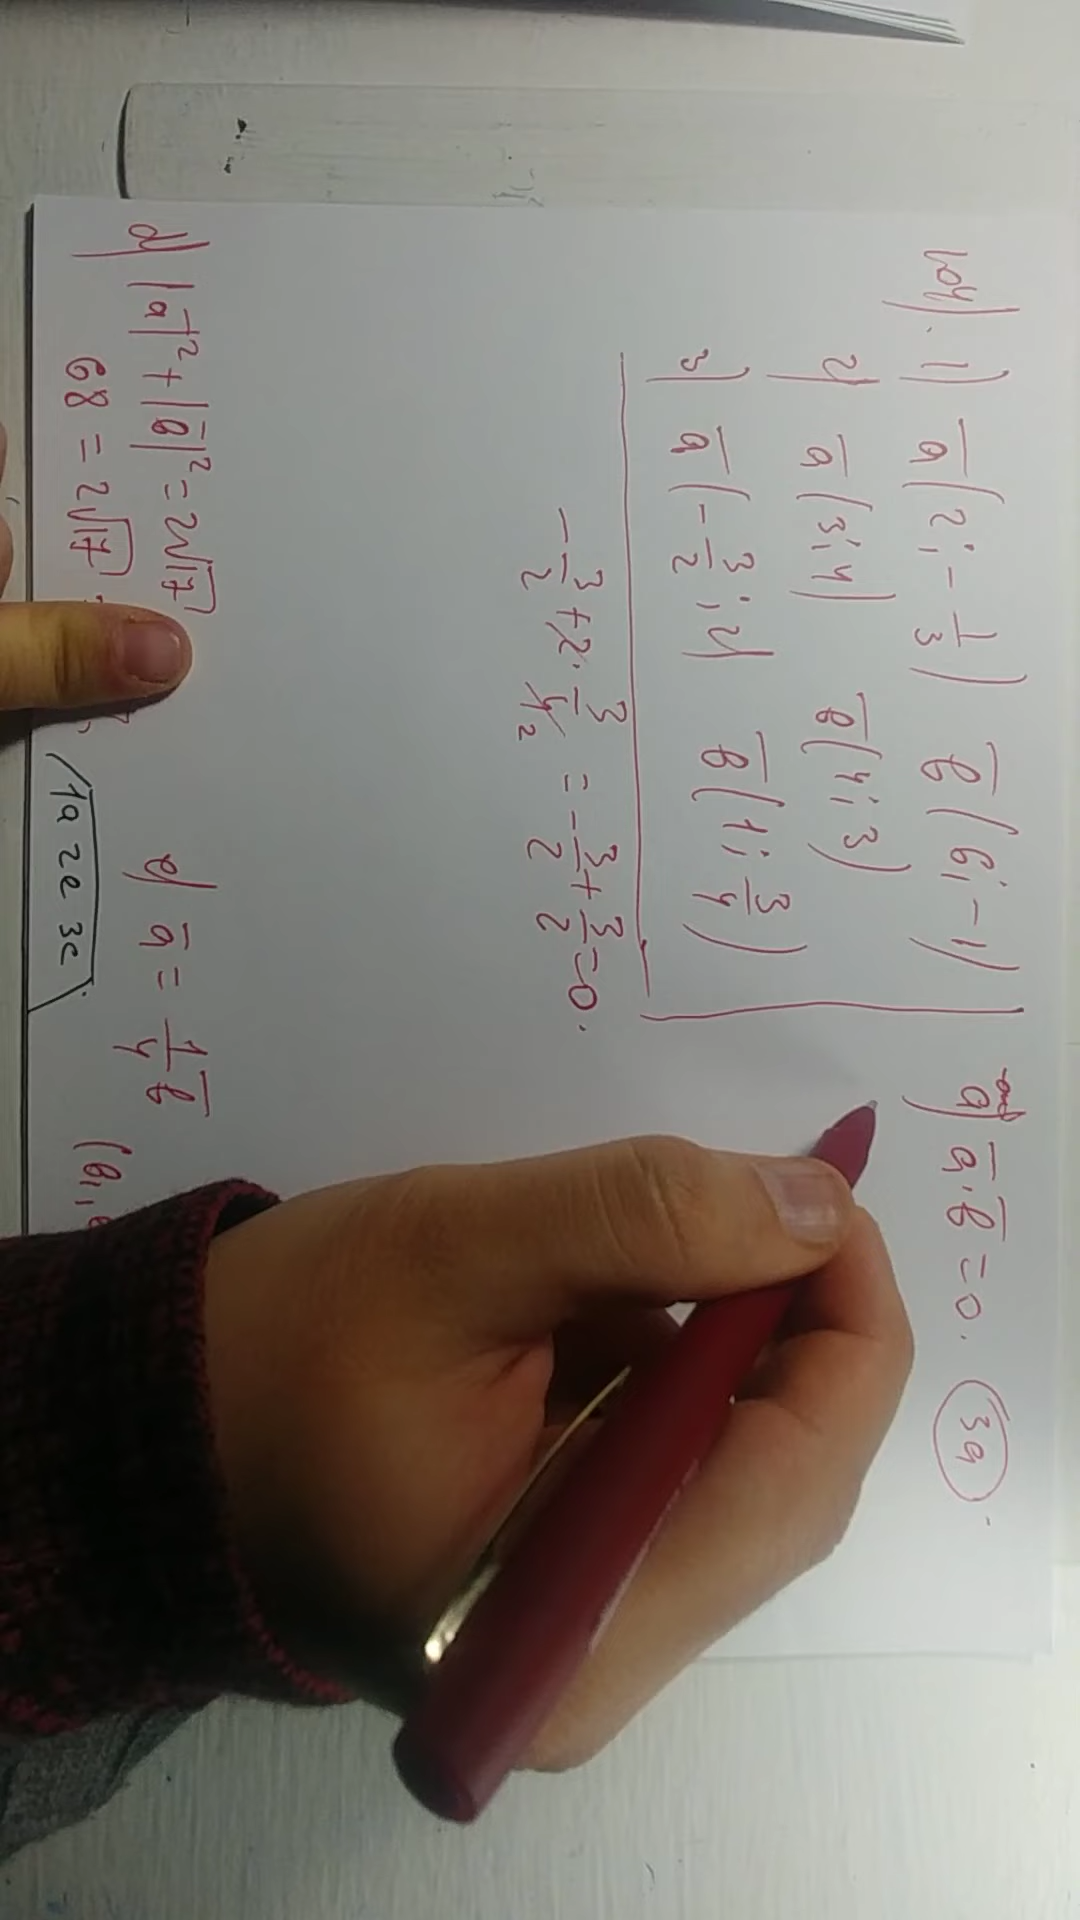 1) a̅(2; -1/3) b̅(6; -1)
2) a̅(3; 4) b̅(4; 3)
3) a̅(-3/2; 2) b̅(1; 3/4)
a) a̅·b̅ = 0. (3a)
-3/2 + 2·3/4 = -3/2 + 3/2 = 0.
d) |a̅|² + |b̅|² = 2√17
68 = 2√17
e) a̅ = 1/4 b̅
1a 2e 3c